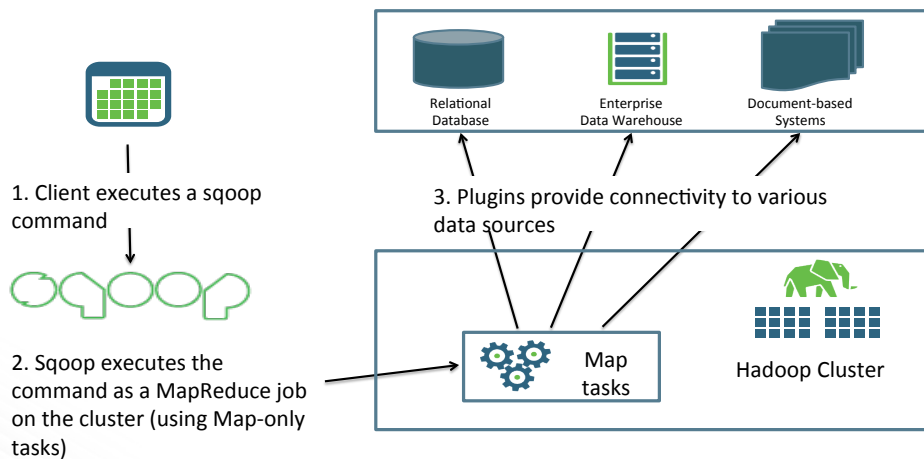 Relational
Database
Enterprise
Data Warehouse
Document-based
Systems
1. Client executes a sqoop
command
3. Plugins provide connectivity to various
data sources
sqoop
2. Sqoop executes the
command as a MapReduce job
on the cluster (using Map-only
tasks)
Map
tasks
Hadoop Cluster